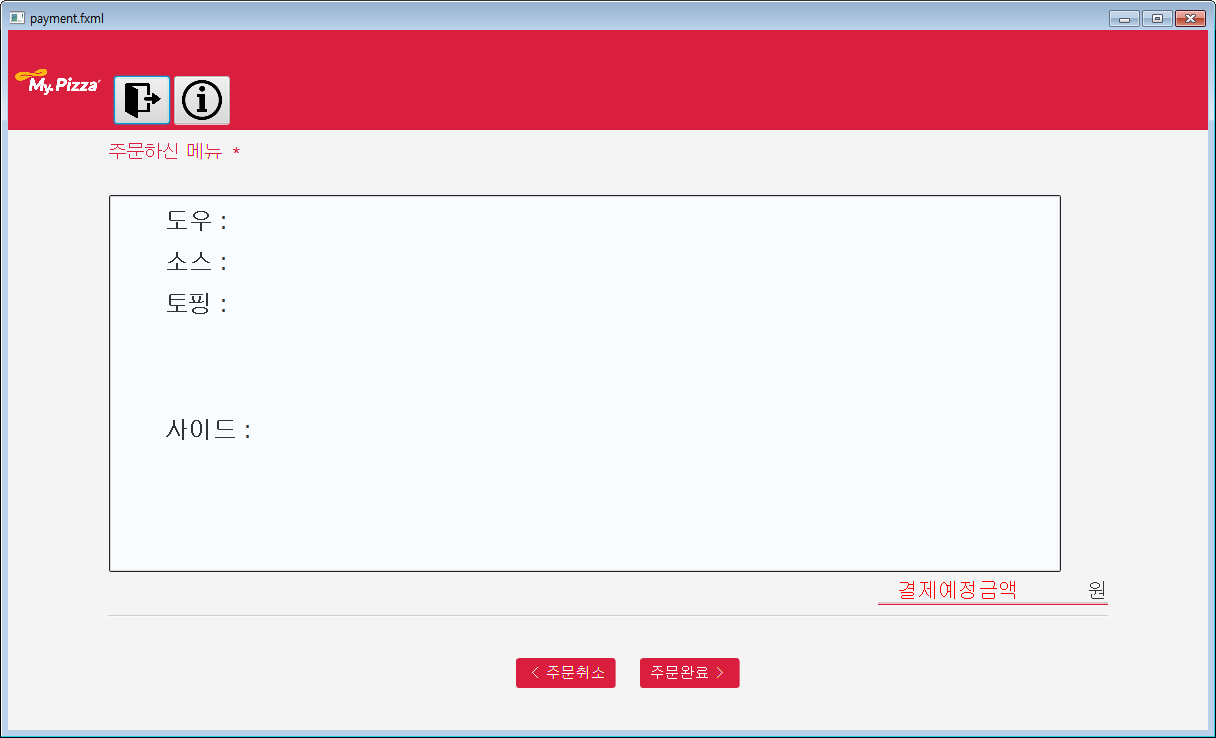 payment.fxml
My.Pizza
주문하신 메뉴 *
도우 :
소스 :
토핑 :
사이드 :
결제예정금액 원
< 주문취소 주문완료 >